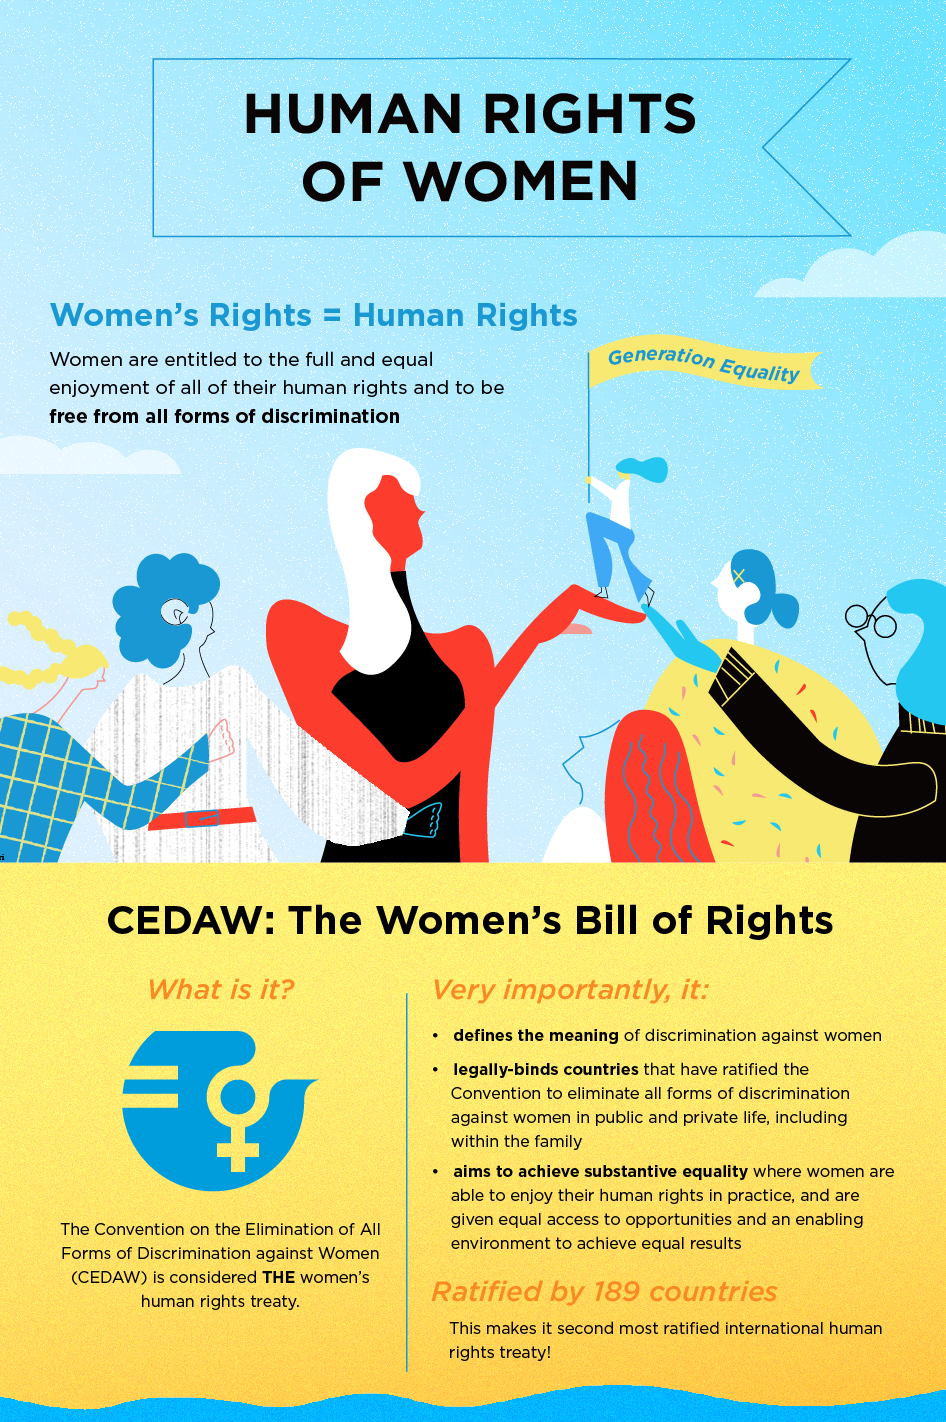 HUMAN RIGHTS
OF WOMEN
Women's Rights = Human Rights
Women are entitled to the full and equal
enjoyment of all of their human rights and to be
free from all forms of discrimination
Generation Equality
CEDAW: The Women's Bill of Rights
What is it?
The Convention on the Elimination of All
Forms of Discrimination against Women
(CEDAW) is considered THE women's
human rights treaty.
Very importantly, it:
• defines the meaning of discrimination against women
• legally-binds countries that have ratified the
Convention to eliminate all forms of discrimination
against women in public and private life, including
within the family
• aims to achieve substantive equality where women are
able to enjoy their human rights in practice, and are
given equal access to opportunities and an enabling
environment to achieve equal results
Ratified by 189 countries
This makes it second most ratified international human
rights treaty!